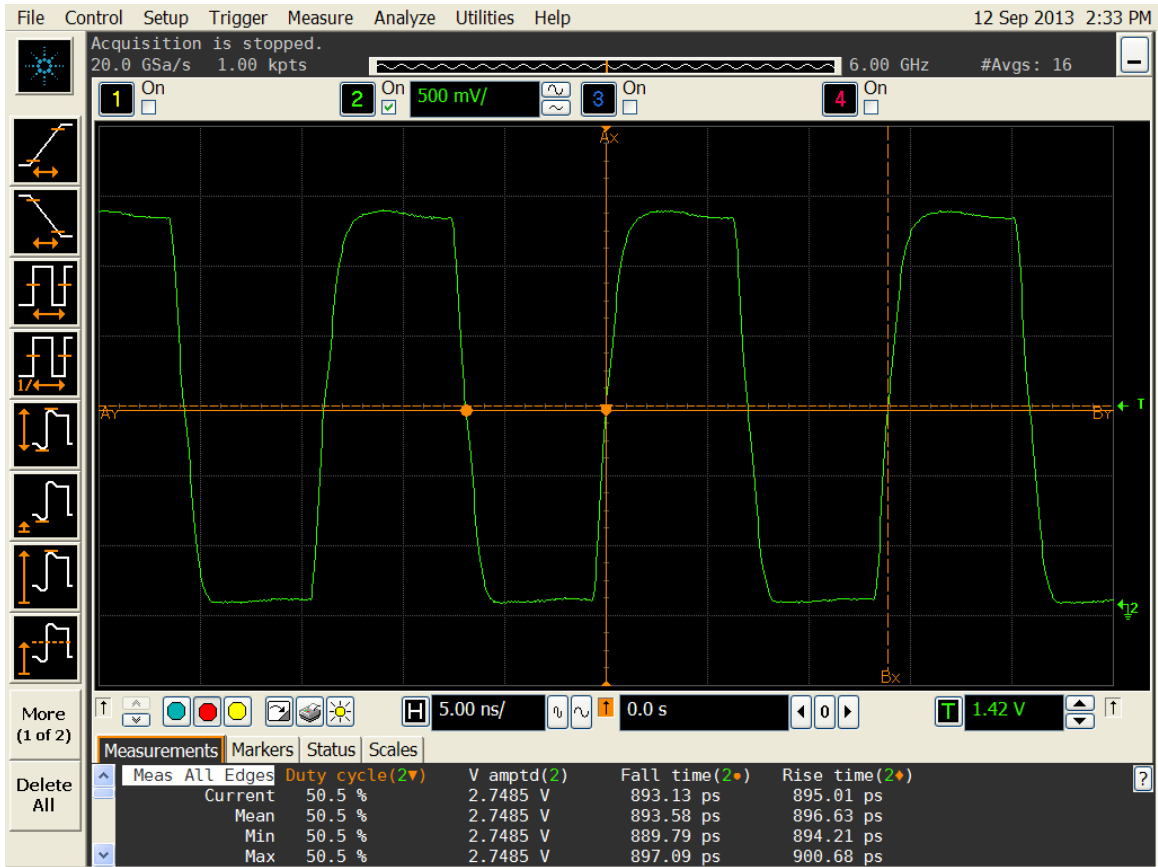 File Control Setup Trigger Measure Analyze Utilities Help 12 Sep 2013 2:33 PM
Acquisition is stopped.
20.0 GSa/s 1.00 kpts 6.00 GHz #Avgs: 16
1 On 2 On 500 mV/ 3 On 4 On
Ax
1/
AY BY T
2
Bx
More
(1 of 2)
Delete
All
H 5.00 ns/ 0.0 s 0 T 1.42 V
Measurements Markers Status Scales
Meas All Edges Duty cycle(2▼) V amptd(2) Fall time(2●) Rise time(2♦) ?
Current 50.5 % 2.7485 V 893.13 ps 895.01 ps
Mean 50.5 % 2.7485 V 893.58 ps 896.63 ps
Min 50.5 % 2.7485 V 889.79 ps 894.21 ps
Max 50.5 % 2.7485 V 897.09 ps 900.68 ps